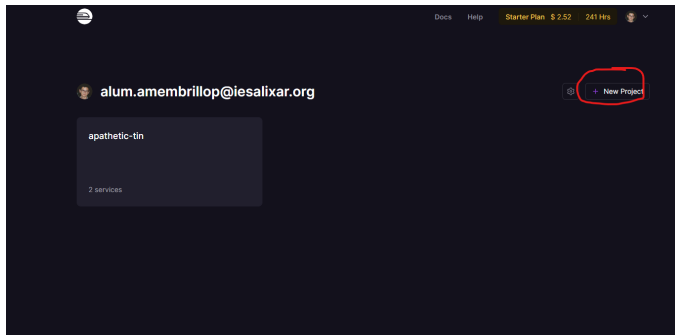 Docs Help Starter Plan $ 2.52 241 Hrs
alum.amembrillop@iesalixar.org
+ New Project
apathetic-tin
2 services